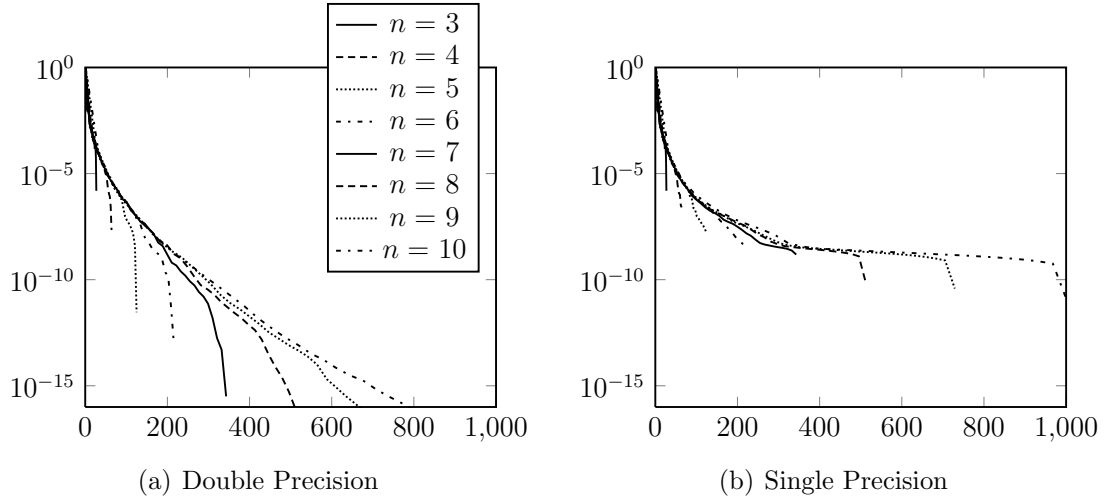 n = 3
n = 4
n = 5
n = 6
n = 7
n = 8
n = 9
n = 10
10^0
10^−5
10^−10
10^−15
0 200 400 600 800 1,000
(a) Double Precision
10^0
10^−5
10^−10
10^−15
0 200 400 600 800 1,000
(b) Single Precision